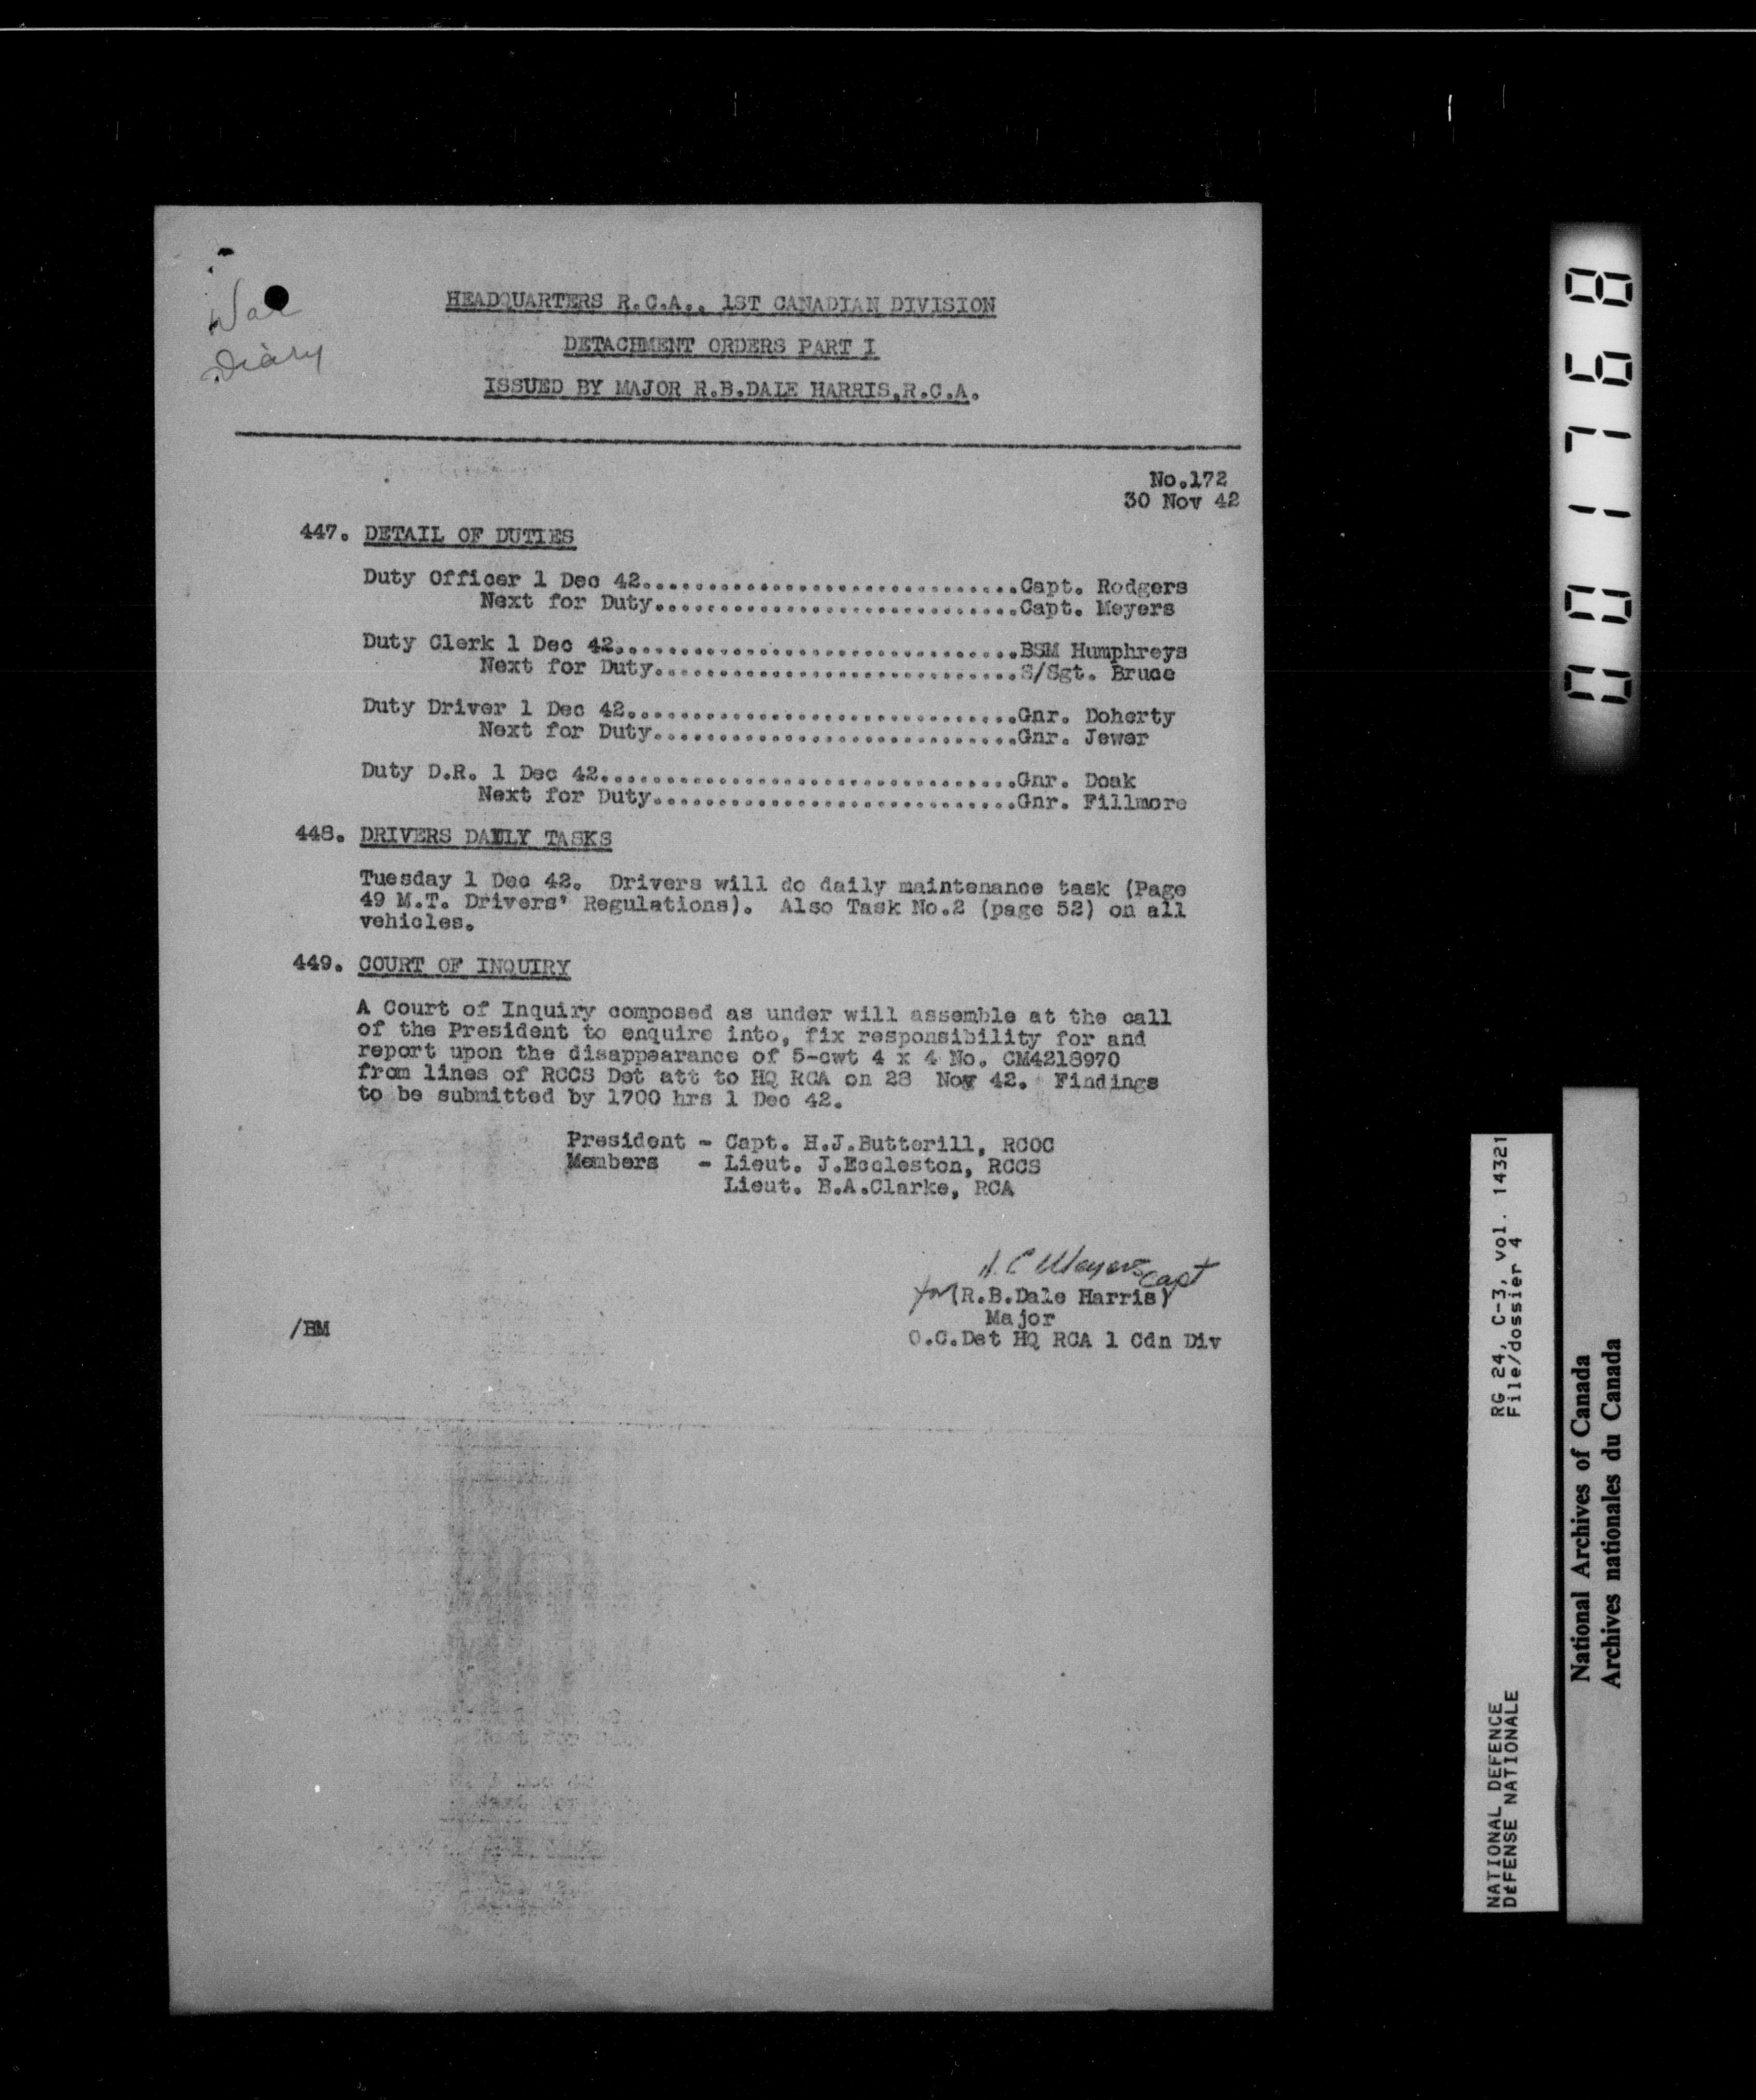 War
Diary
HEADQUARTERS R.C.A., 1ST CANADIAN DIVISION
DETACHMENT ORDERS PART I
ISSUED BY MAJOR R.B.DALE HARRIS,R.C.A.
No.172
30 Nov 42
447. DETAIL OF DUTIES
Duty Officer 1 Dec 42.............................Capt. Rodgers
Next for Duty............................Capt. Meyers
Duty Clerk 1 Dec 42...............................BSM Humphreys
Next for Duty............................S/Sgt. Bruce
Duty Driver 1 Dec 42..............................Gnr. Doherty
Next for Duty............................Gnr. Jewer
Duty D.R. 1 Dec 42................................Gnr. Doak
Next for Duty............................Gnr. Fillmore
448. DRIVERS DAILY TASKS
Tuesday 1 Dec 42. Drivers will do daily maintenance task (Page
49 M.T. Drivers' Regulations). Also Task No.2 (page 52) on all
vehicles.
449. COURT OF INQUIRY
A Court of Inquiry composed as under will assemble at the call
of the President to enquire into, fix responsibility for and
report upon the disappearance of 5-cwt 4 x 4 No. CM4218970
from lines of RCCS Det att to HQ RCA on 28 Nov 42. Findings
to be submitted by 1700 hrs 1 Dec 42.
President - Capt. H.J.Butterill, RCOC
Members - Lieut. J.Eccleston, RCCS
Lieut. B.A.Clarke, RCA
Meyers Capt
for (R.B.Dale Harris)
Major
O.C.Det HQ RCA 1 Cdn Div
/BM
001768
RG 24, C-3, vol. 14321
File/dossier 4
NATIONAL DEFENCE
DÉFENSE NATIONALE
National Archives of Canada
Archives nationales du Canada